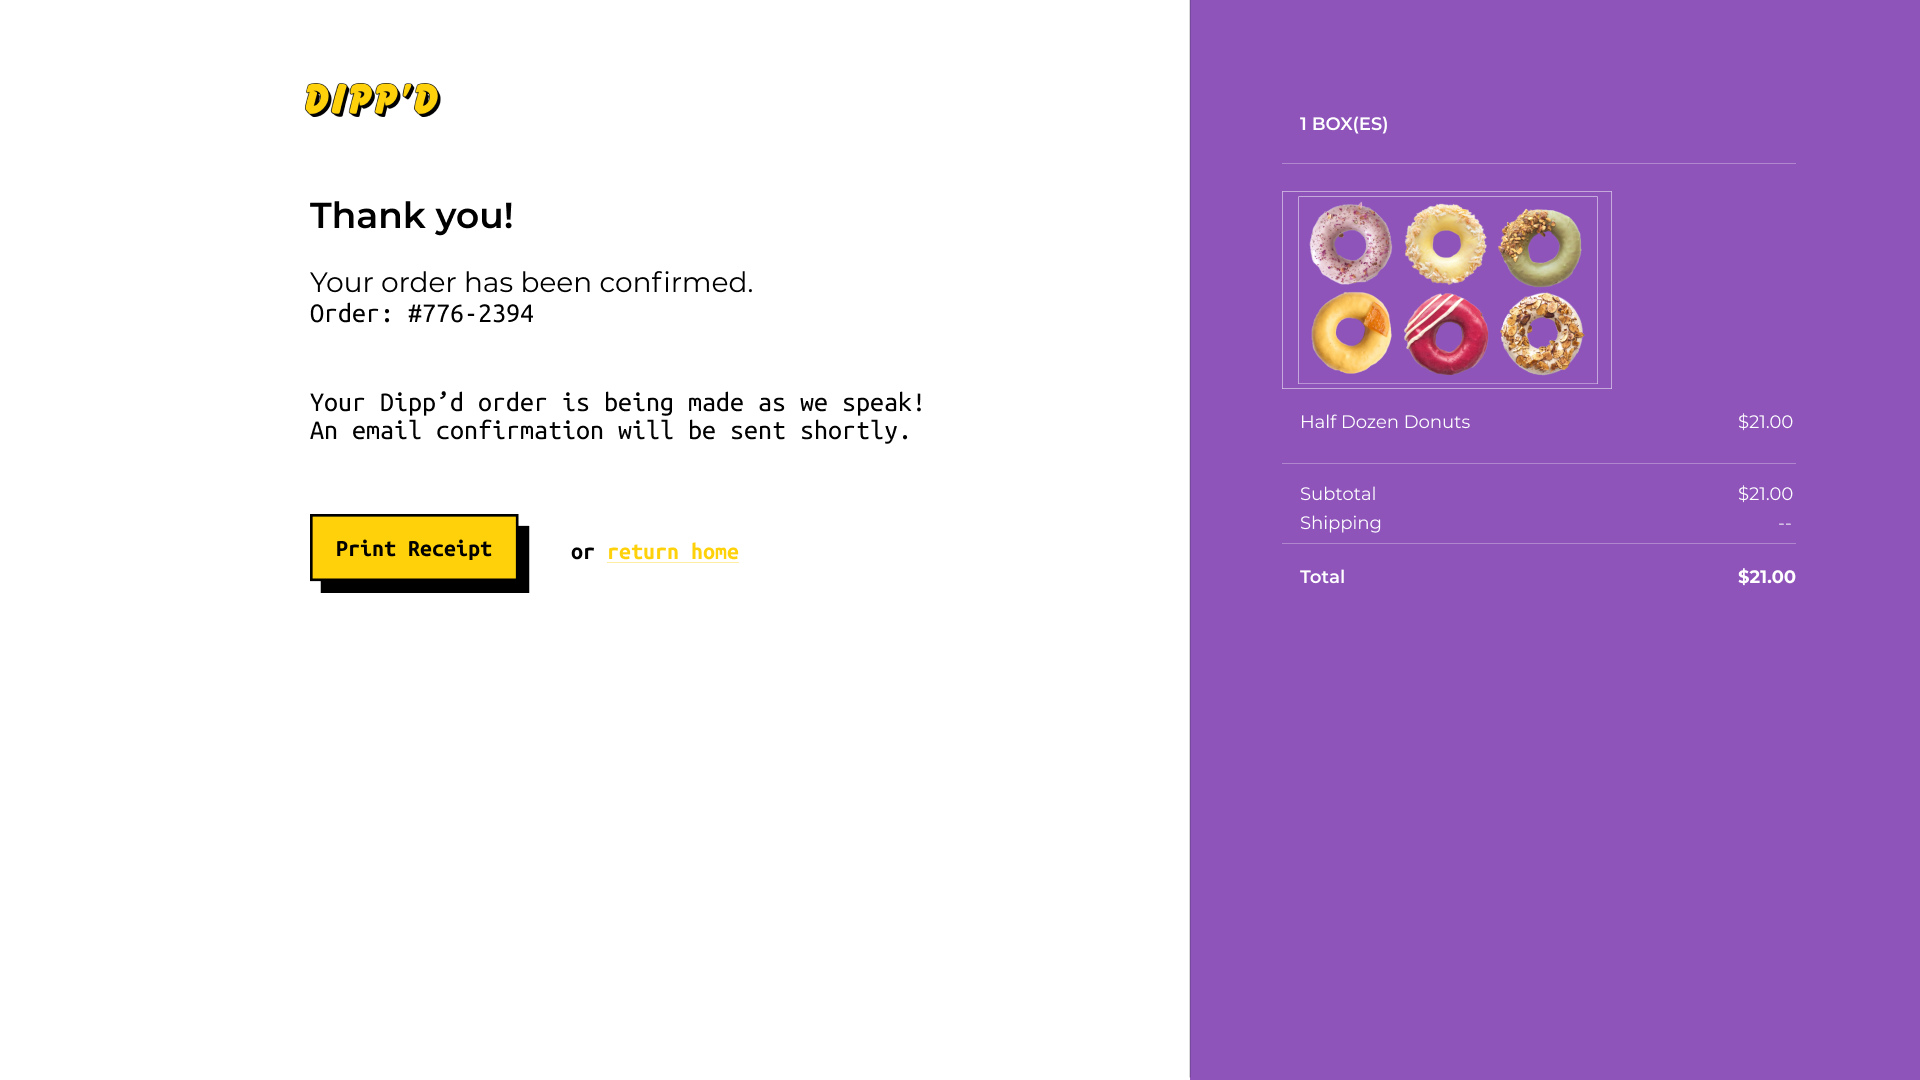 DIPP'D
Thank you!
Your order has been confirmed.
Order: #776-2394
Your Dipp’d order is being made as we speak!
An email confirmation will be sent shortly.
Print Receipt
or return home
1 BOX(ES)
Half Dozen Donuts $21.00
Subtotal $21.00
Shipping --
Total $21.00